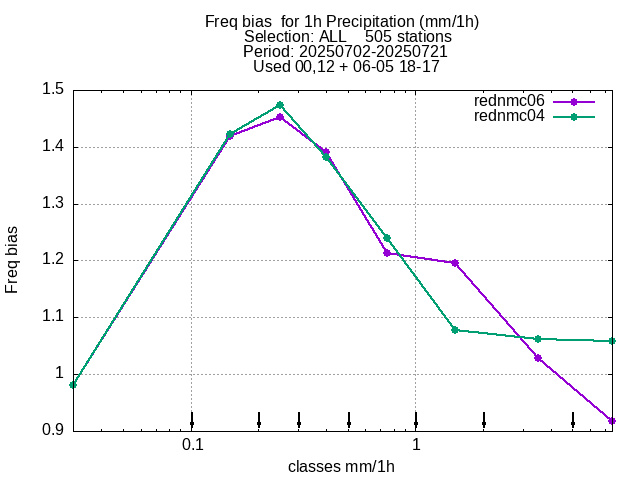 Freq bias  for 1h Precipitation (mm/1h)
Selection: ALL    505 stations
Period: 20250702-20250721
Used 00,12 + 06-05 18-17
rednmc06
rednmc04
1.5
1.4
1.3
1.2
1.1
1
0.9
Freq bias
0.1
1
classes mm/1h